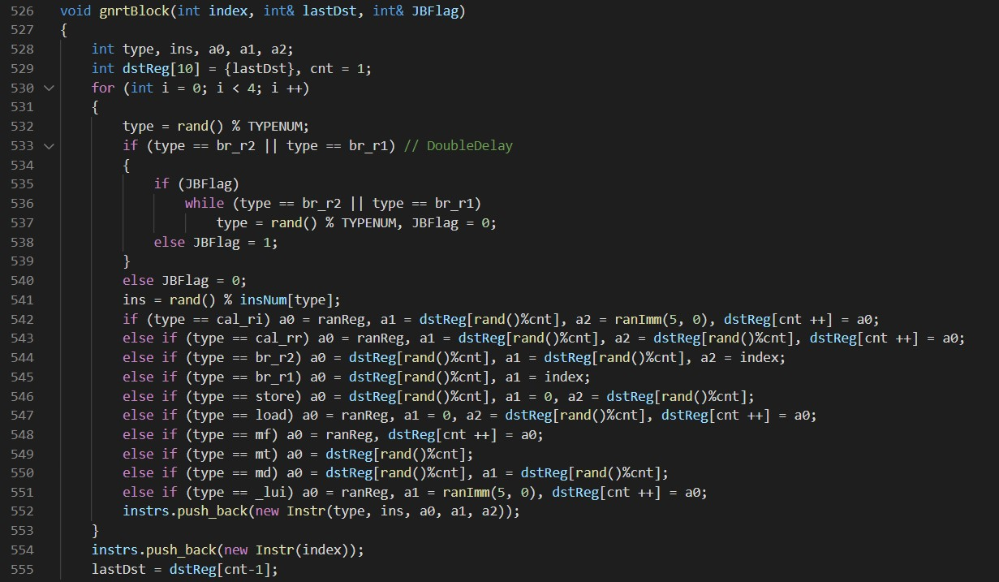 526 void gnrtBlock(int index, int& lastDst, int& JBFlag)
527 {
528     int type, ins, a0, a1, a2;
529     int dstReg[10] = {lastDst}, cnt = 1;
530     for (int i = 0; i < 4; i ++)
531     {
532         type = rand() % TYPENUM;
533         if (type == br_r2 || type == br_r1) // DoubleDelay
534         {
535             if (JBFlag)
536                 while (type == br_r2 || type == br_r1)
537                     type = rand() % TYPENUM, JBFlag = 0;
538             else JBFlag = 1;
539         }
540         else JBFlag = 0;
541         ins = rand() % insNum[type];
542         if (type == cal_ri) a0 = ranReg, a1 = dstReg[rand()%cnt], a2 = ranImm(5, 0), dstReg[cnt ++] = a0;
543         else if (type == cal_rr) a0 = ranReg, a1 = dstReg[rand()%cnt], a2 = dstReg[rand()%cnt], dstReg[cnt ++] = a0;
544         else if (type == br_r2) a0 = dstReg[rand()%cnt], a1 = dstReg[rand()%cnt], a2 = index;
545         else if (type == br_r1) a0 = dstReg[rand()%cnt], a1 = index;
546         else if (type == store) a0 = dstReg[rand()%cnt], a1 = 0, a2 = dstReg[rand()%cnt];
547         else if (type == load) a0 = ranReg, a1 = 0, a2 = dstReg[rand()%cnt], dstReg[cnt ++] = a0;
548         else if (type == mf) a0 = ranReg, dstReg[cnt ++] = a0;
549         else if (type == mt) a0 = dstReg[rand()%cnt];
550         else if (type == md) a0 = dstReg[rand()%cnt], a1 = dstReg[rand()%cnt];
551         else if (type == _lui) a0 = ranReg, a1 = ranImm(5, 0), dstReg[cnt ++] = a0;
552         instrs.push_back(new Instr(type, ins, a0, a1, a2));
553     }
554     instrs.push_back(new Instr(index));
555     lastDst = dstReg[cnt-1];